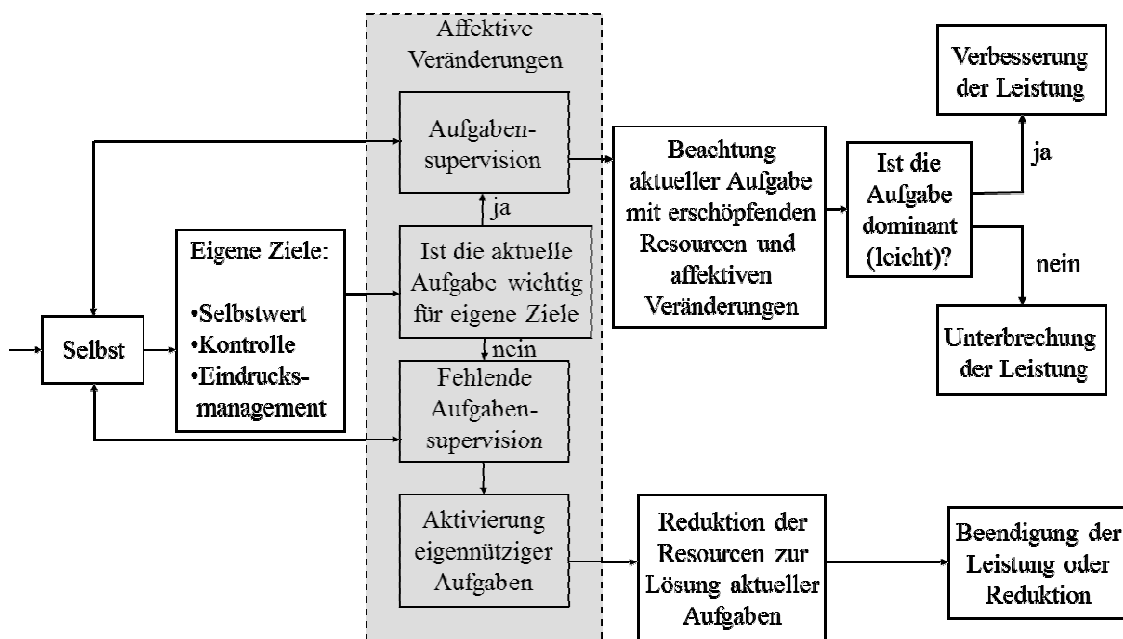 Affektive
Veränderungen
Aufgaben-
supervision
ja
Ist die aktuelle
Aufgabe wichtig
für eigene Ziele
nein
Fehlende
Aufgaben-
supervision
Aktivierung
eigennütziger
Aufgaben
Selbst
Eigene Ziele:
•Selbstwert
•Kontrolle
•Eindrucks-
management
Beachtung
aktueller Aufgabe
mit erschöpfenden
Resourcen und
affektiven
Veränderungen
Ist die
Aufgabe
dominant
(leicht)?
ja
nein
Verbesserung
der Leistung
Unterbrechung
der Leistung
Reduktion der
Resourcen zur
Lösung aktueller
Aufgaben
Beendigung der
Leistung oder
Reduktion